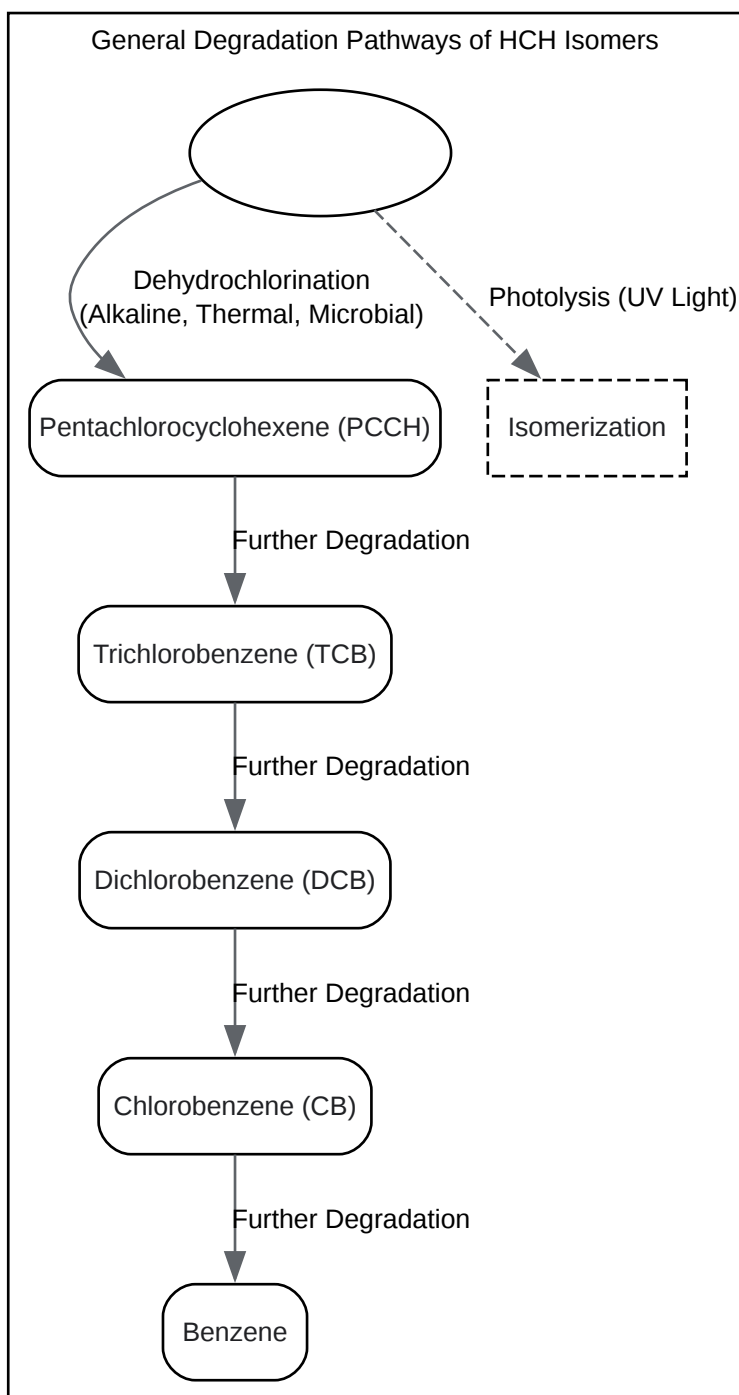 General Degradation Pathways of HCH Isomers
Dehydrochlorination
(Alkaline, Thermal, Microbial)
Photolysis (UV Light)
Pentachlorocyclohexene (PCCH)
Isomerization
Further Degradation
Trichlorobenzene (TCB)
Further Degradation
Dichlorobenzene (DCB)
Further Degradation
Chlorobenzene (CB)
Further Degradation
Benzene